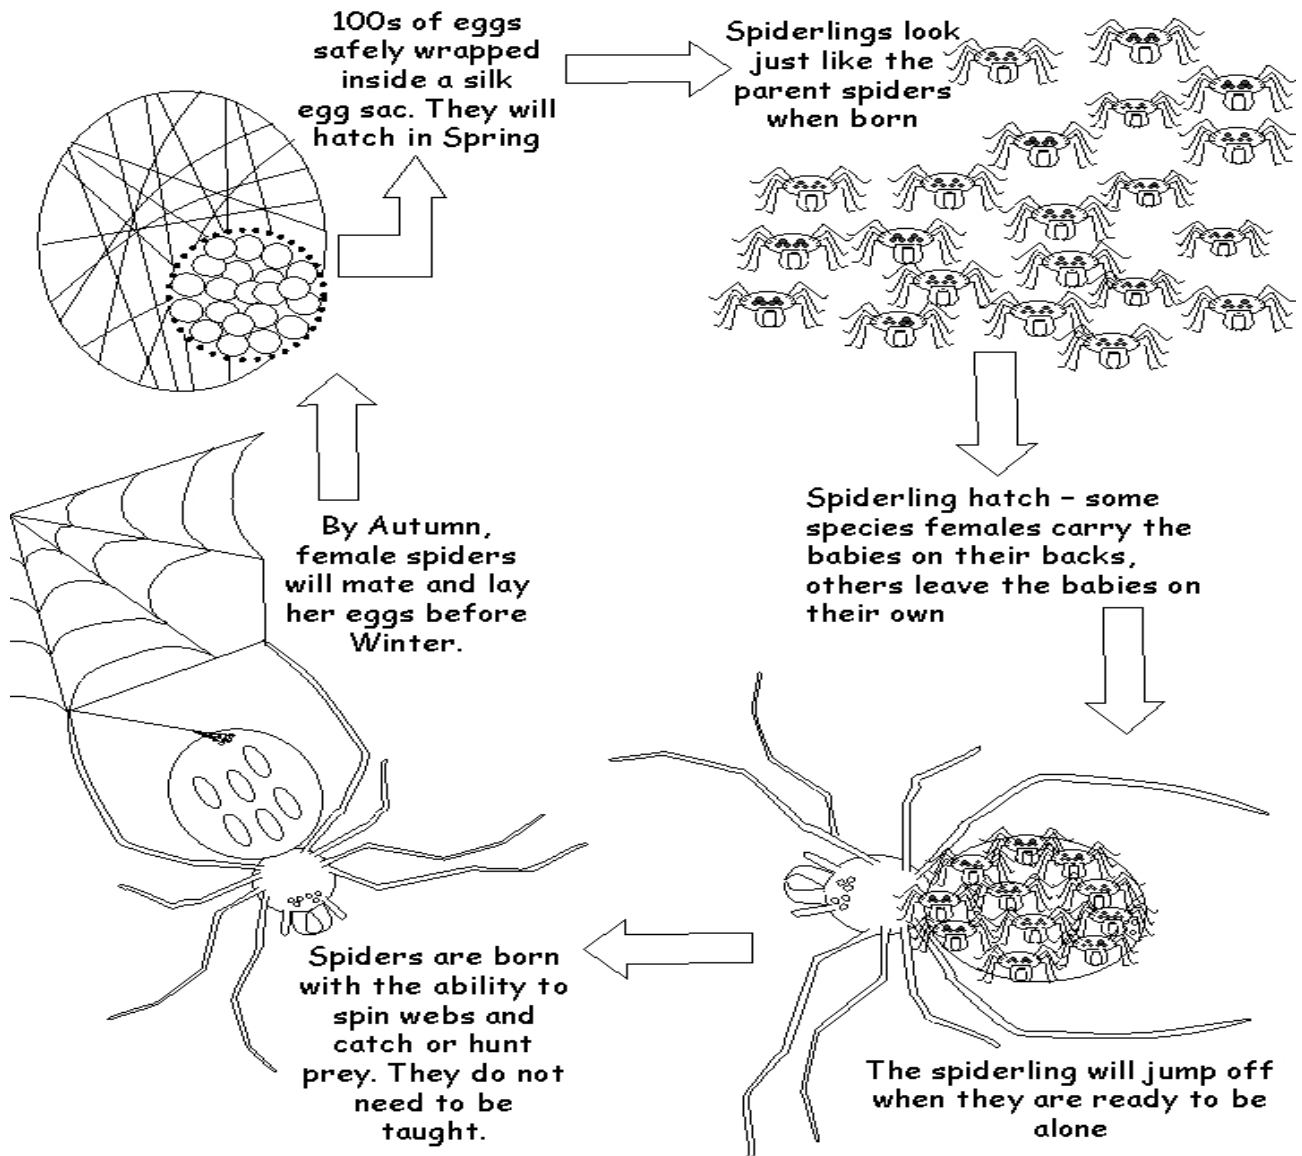 100s of eggs
safely wrapped
inside a silk
egg sac. They will
hatch in Spring
Spiderlings look
just like the
parent spiders
when born
Spiderling hatch – some
species females carry the
babies on their backs,
others leave the babies on
their own
The spiderling will jump off
when they are ready to be
alone
Spiders are born
with the ability to
spin webs and
catch or hunt
prey. They do not
need to be
taught.
By Autumn,
female spiders
will mate and lay
her eggs before
Winter.